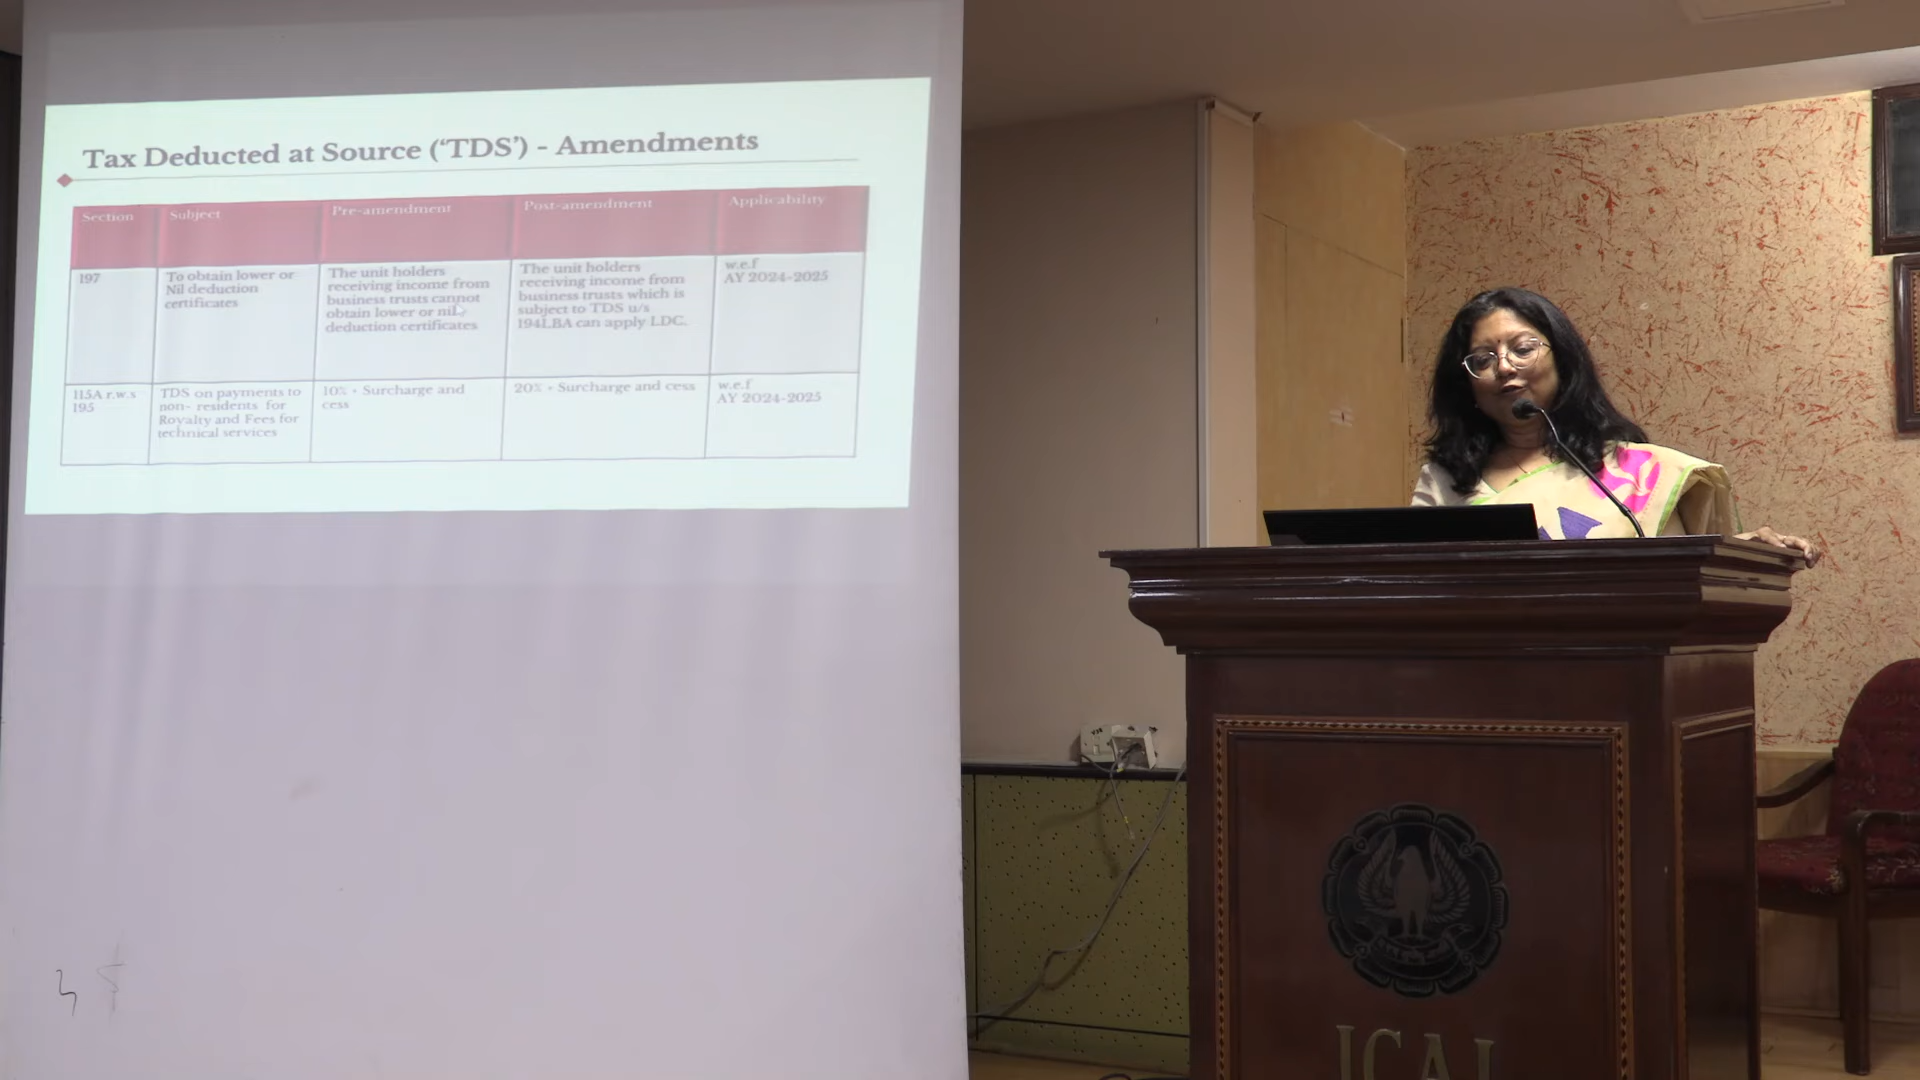 Tax Deducted at Source ('TDS') - Amendments
Section
Subject
Pre-amendment
Post-amendment
Applicability
197
To obtain lower or
Nil deduction
certificates
The unit holders
receiving income from
business trusts cannot
obtain lower or nil
deduction certificates
The unit holders
receiving income from
business trusts which is
subject to TDS u/s
194LBA can apply LDC.
w.e.f
AY 2024-2025
115A r.w.s
195
TDS on payments to
non- residents for
Royalty and Fees for
technical services
10% + Surcharge and
cess
20% + Surcharge and cess
w.e.f
AY 2024-2025
ICAI